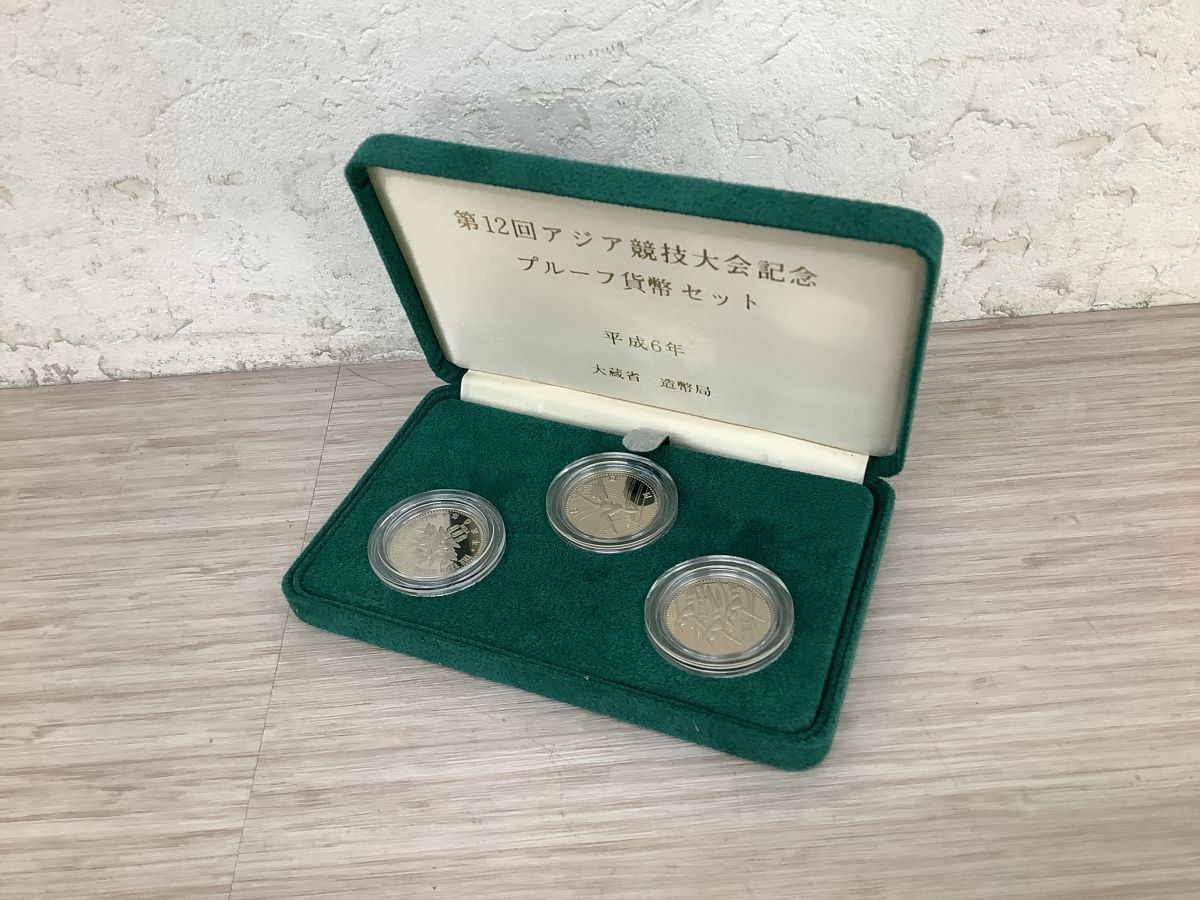 第12回アジア競技大会記念
プルーフ貨幣セット
平成6年
大蔵省 造幣局